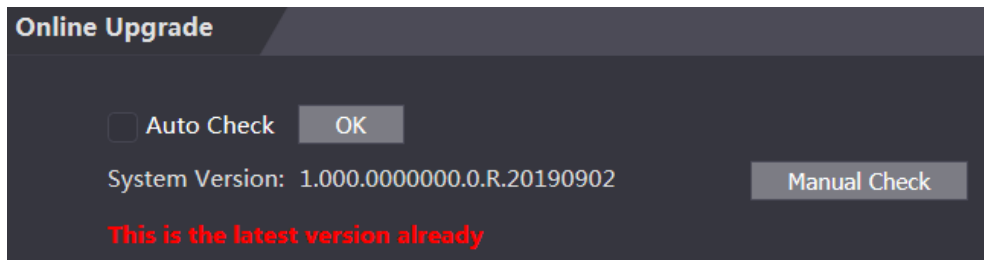 Online Upgrade
Auto Check OK
System Version: 1.000.0000000.0.R.20190902 Manual Check
This is the latest version already